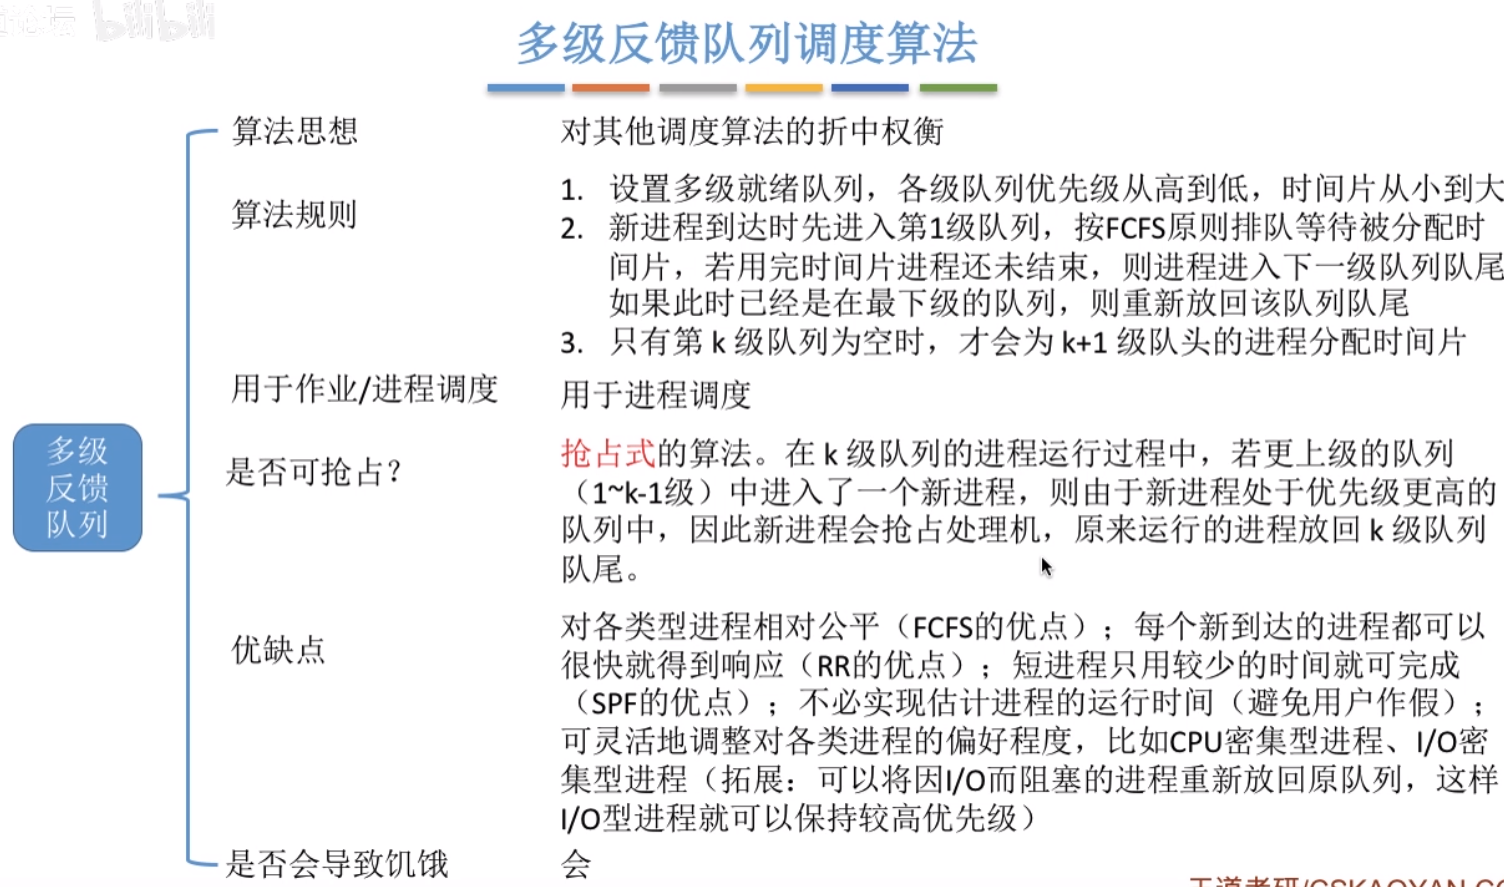 论坛 bilibili
多级反馈队列调度算法
算法思想
对其他调度算法的折中权衡
算法规则
1. 设置多级就绪队列，各级队列优先级从高到低，时间片从小到大
2. 新进程到达时先进入第1级队列，按FCFS原则排队等待被分配时
间片，若用完时间片进程还未结束，则进程进入下一级队列队尾
如果此时已经是在最下级的队列，则重新放回该队列队尾
3. 只有第 k 级队列为空时，才会为 k+1 级队头的进程分配时间片
用于作业/进程调度
用于进程调度
多级
反馈
队列
是否可抢占？
抢占式的算法。在 k 级队列的进程运行过程中，若更上级的队列
（1~k-1级）中进入了一个新进程，则由于新进程处于优先级更高的
队列中，因此新进程会抢占处理机，原来运行的进程放回 k 级队列
队尾。
优缺点
对各类型进程相对公平（FCFS的优点）；每个新到达的进程都可以
很快就得到响应（RR的优点）；短进程只用较少的时间就可完成
（SPF的优点）；不必实现估计进程的运行时间（避免用户作假）；
可灵活地调整对各类进程的偏好程度，比如CPU密集型进程、I/O密
集型进程（拓展：可以将因I/O而阻塞的进程重新放回原队列，这样
I/O型进程就可以保持较高优先级）
是否会导致饥饿
会
王道考研/CSKAOYAN.CO